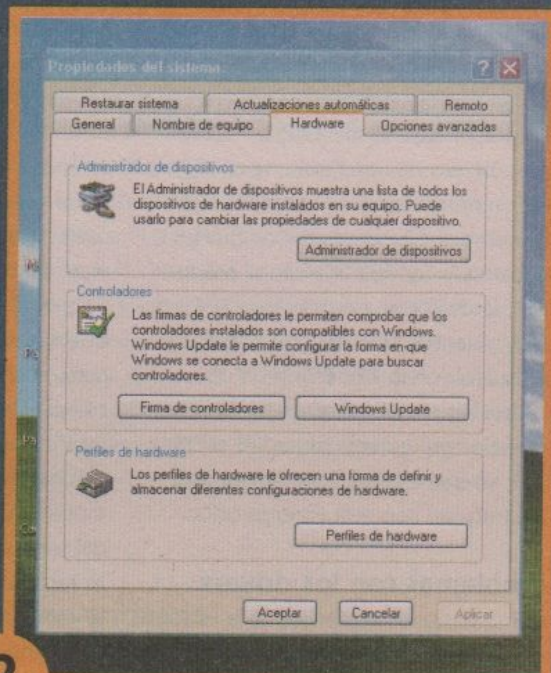 Propiedades del sistema
Restaurar sistema Actualizaciones automáticas Remoto
General Nombre de equipo Hardware Opciones avanzadas
Administrador de dispositivos
El Administrador de dispositivos muestra una lista de todos los
dispositivos de hardware instalados en su equipo. Puede
usarlo para cambiar las propiedades de cualquier dispositivo.
Administrador de dispositivos
Controladores
Las firmas de controladores le permiten comprobar que los
controladores instalados son compatibles con Windows.
Windows Update le permite configurar la forma en que
Windows se conecta a Windows Update para buscar
controladores.
Firma de controladores Windows Update
Perfiles de hardware
Los perfiles de hardware le ofrecen una forma de definir y
almacenar diferentes configuraciones de hardware.
Perfiles de hardware
Aceptar Cancelar Aplicar